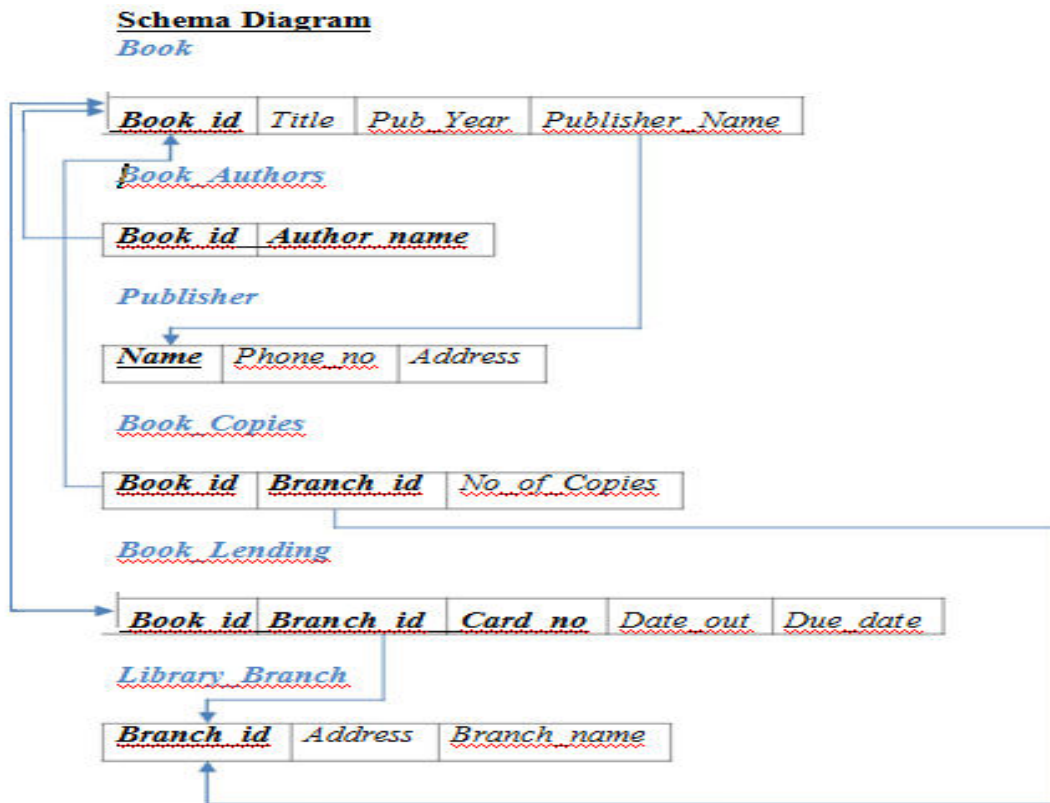 Schema Diagram
Book
Book_id Title Pub_Year Publisher_Name
Book_Authors
Book_id Author_name
Publisher
Name Phone_no Address
Book_Copies
Book_id Branch_id No_of_Copies
Book_Lending
Book_id Branch_id Card_no Date_out Due_date
Library_Branch
Branch_id Address Branch_name